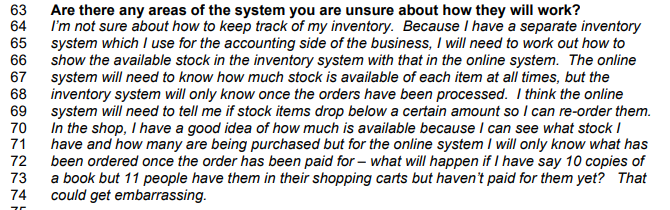 63 Are there any areas of the system you are unsure about how they will work?
64 I'm not sure about how to keep track of my inventory. Because I have a separate inventory
65 system which I use for the accounting side of the business, I will need to work out how to
66 show the available stock in the inventory system with that in the online system. The online
67 system will need to know how much stock is available of each item at all times, but the
68 inventory system will only know once the orders have been processed. I think the online
69 system will need to tell me if stock items drop below a certain amount so I can re-order them.
70 In the shop, I have a good idea of how much is available because I can see what stock I
71 have and how many are being purchased but for the online system I will only know what has
72 been ordered once the order has been paid for – what will happen if I have say 10 copies of
73 a book but 11 people have them in their shopping carts but haven't paid for them yet? That
74 could get embarrassing.